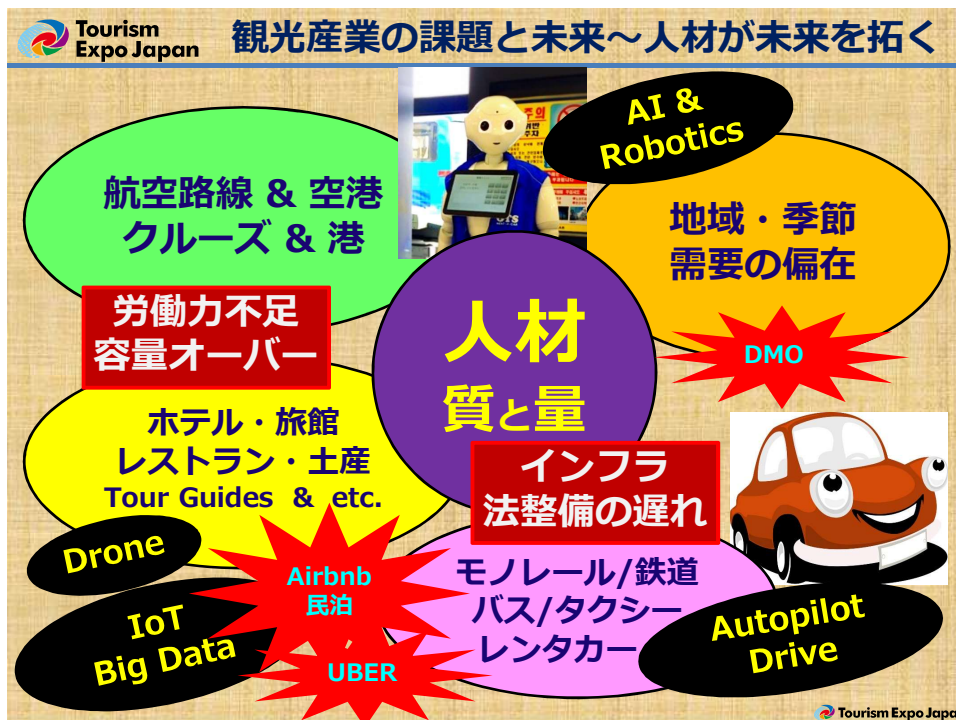 Tourism
Expo Japan
観光産業の課題と未来～人材が未来を拓く
AI &
Robotics
航空路線 & 空港
クルーズ & 港
地域・季節
需要の偏在
労働力不足
容量オーバー
人材
質と量
DMO
ホテル・旅館
レストラン・土産
Tour Guides & etc.
インフラ
法整備の遅れ
Drone
Airbnb
民泊
モノレール/鉄道
バス/タクシー
レンタカー
IoT
Big Data
UBER
Autopilot
Drive
Tourism Expo Japa